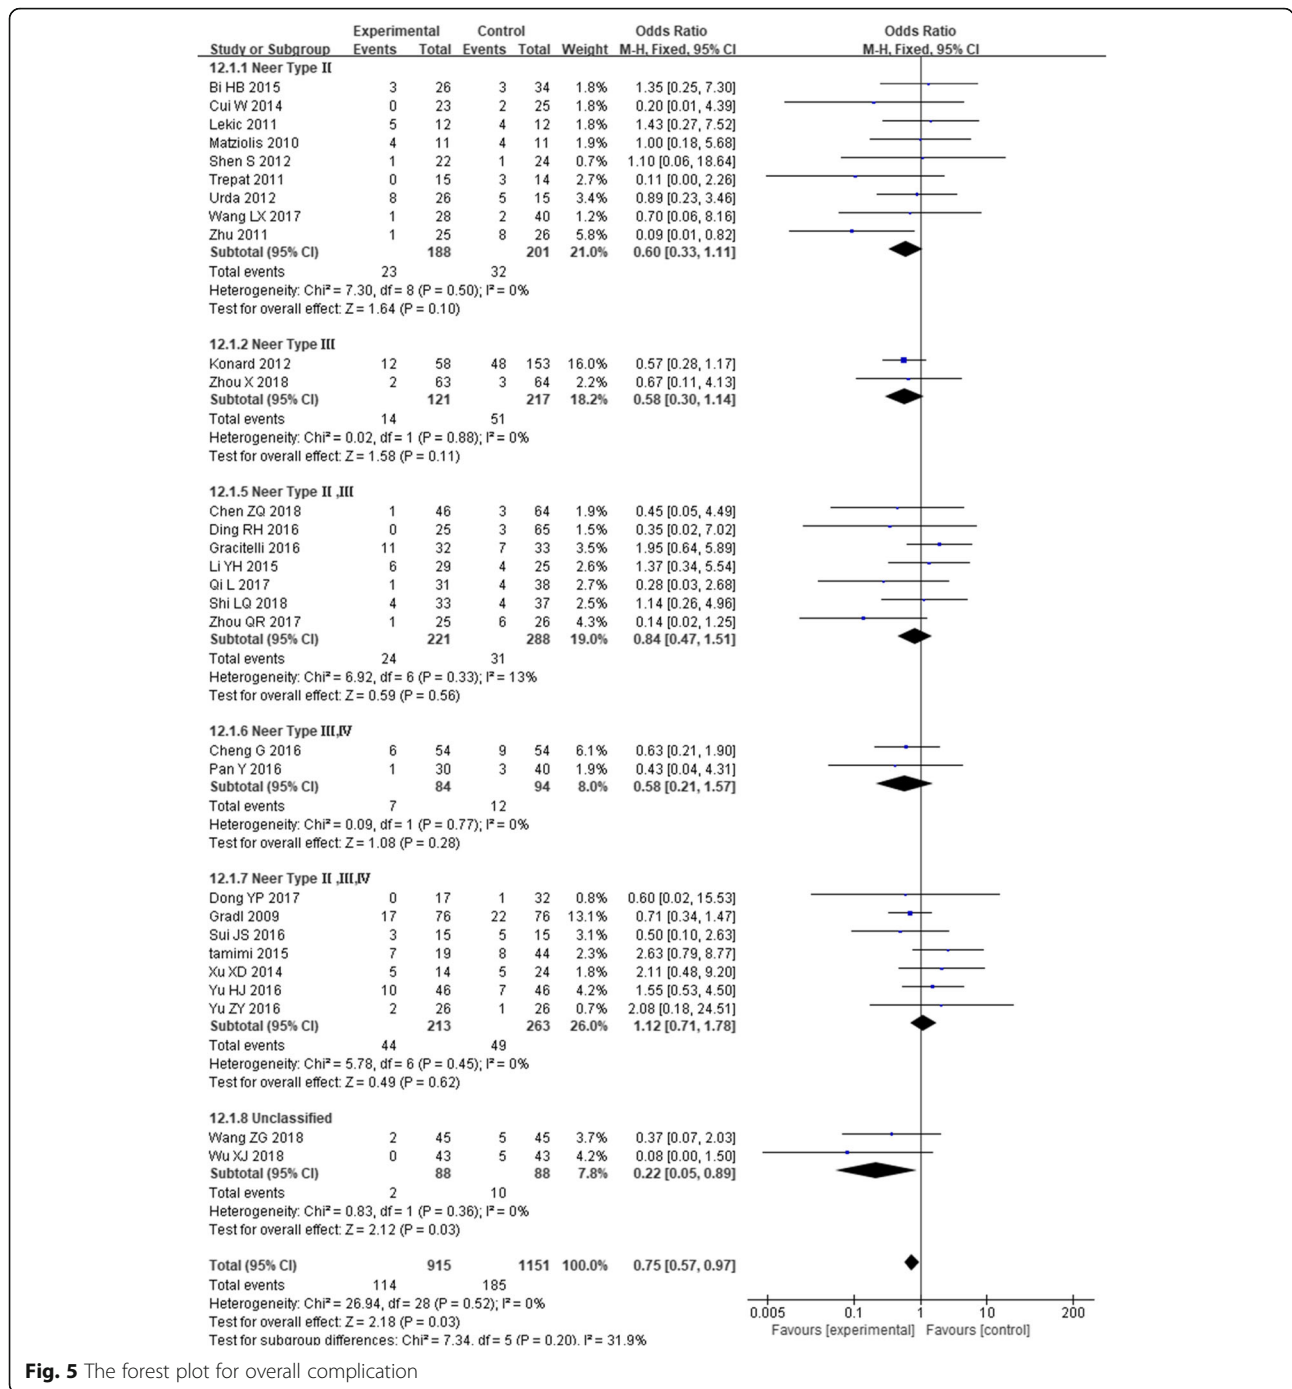 Experimental Control Odds Ratio Odds Ratio
Study or Subgroup Events Total Events Total Weight M-H, Fixed, 95% CI M-H, Fixed, 95% CI
12.1.1 Neer Type II
Bi HB 2015 3 26 3 34 1.8% 1.35 [0.25, 7.30]
Cui W 2014 0 23 2 25 1.8% 0.20 [0.01, 4.39]
Lekic 2011 5 12 4 12 1.8% 1.43 [0.27, 7.52]
Matziolis 2010 4 11 4 11 1.9% 1.00 [0.18, 5.68]
Shen S 2012 1 22 1 24 0.7% 1.10 [0.06, 18.64]
Trepat 2011 0 15 3 14 2.7% 0.11 [0.00, 2.26]
Urda 2012 8 26 5 15 3.4% 0.89 [0.23, 3.46]
Wang LX 2017 1 28 2 40 1.2% 0.70 [0.06, 8.16]
Zhu 2011 1 25 8 26 5.8% 0.09 [0.01, 0.82]
Subtotal (95% CI) 188 201 21.0% 0.60 [0.33, 1.11]
Total events 23 32
Heterogeneity: Chi² = 7.30, df = 8 (P = 0.50); I² = 0%
Test for overall effect: Z = 1.64 (P = 0.10)
12.1.2 Neer Type III
Konard 2012 12 58 48 153 16.0% 0.57 [0.28, 1.17]
Zhou X 2018 2 63 3 64 2.2% 0.67 [0.11, 4.13]
Subtotal (95% CI) 121 217 18.2% 0.58 [0.30, 1.14]
Total events 14 51
Heterogeneity: Chi² = 0.02, df = 1 (P = 0.88); I² = 0%
Test for overall effect: Z = 1.58 (P = 0.11)
12.1.5 Neer Type II ,III
Chen ZQ 2018 1 46 3 64 1.9% 0.45 [0.05, 4.49]
Ding RH 2016 0 25 3 65 1.5% 0.35 [0.02, 7.02]
Gracitelli 2016 11 32 7 33 3.5% 1.95 [0.64, 5.89]
Li YH 2015 6 29 4 25 2.6% 1.37 [0.34, 5.54]
Qi L 2017 1 31 4 38 2.7% 0.28 [0.03, 2.68]
Shi LQ 2018 4 33 4 37 2.5% 1.14 [0.26, 4.96]
Zhou QR 2017 1 25 6 26 4.3% 0.14 [0.02, 1.25]
Subtotal (95% CI) 221 288 19.0% 0.84 [0.47, 1.51]
Total events 24 31
Heterogeneity: Chi² = 6.92, df = 6 (P = 0.33); I² = 13%
Test for overall effect: Z = 0.59 (P = 0.56)
12.1.6 Neer Type III,IV
Cheng G 2016 6 54 9 54 6.1% 0.63 [0.21, 1.90]
Pan Y 2016 1 30 3 40 1.9% 0.43 [0.04, 4.31]
Subtotal (95% CI) 84 94 8.0% 0.58 [0.21, 1.57]
Total events 7 12
Heterogeneity: Chi² = 0.09, df = 1 (P = 0.77); I² = 0%
Test for overall effect: Z = 1.08 (P = 0.28)
12.1.7 Neer Type II ,III,IV
Dong YP 2017 0 17 1 32 0.8% 0.60 [0.02, 15.53]
Gradl 2009 17 76 22 76 13.1% 0.71 [0.34, 1.47]
Sui JS 2016 3 15 5 15 3.1% 0.50 [0.10, 2.63]
tamimi 2015 7 19 8 44 2.3% 2.63 [0.79, 8.77]
Xu XD 2014 5 14 5 24 1.8% 2.11 [0.48, 9.20]
Yu HJ 2016 10 46 7 46 4.2% 1.55 [0.53, 4.50]
Yu ZY 2016 2 26 1 26 0.7% 2.08 [0.18, 24.51]
Subtotal (95% CI) 213 263 26.0% 1.12 [0.71, 1.78]
Total events 44 49
Heterogeneity: Chi² = 5.78, df = 6 (P = 0.45); I² = 0%
Test for overall effect: Z = 0.49 (P = 0.62)
12.1.8 Unclassified
Wang ZG 2018 2 45 5 45 3.7% 0.37 [0.07, 2.03]
Wu XJ 2018 0 43 5 43 4.2% 0.08 [0.00, 1.50]
Subtotal (95% CI) 88 88 7.8% 0.22 [0.05, 0.89]
Total events 2 10
Heterogeneity: Chi² = 0.83, df = 1 (P = 0.36); I² = 0%
Test for overall effect: Z = 2.12 (P = 0.03)
Total (95% CI) 915 1151 100.0% 0.75 [0.57, 0.97]
Total events 114 185
Heterogeneity: Chi² = 26.94, df = 28 (P = 0.52); I² = 0%
Test for overall effect: Z = 2.18 (P = 0.03)
Test for subgroup differences: Chi² = 7.34, df = 5 (P = 0.20), I² = 31.9%
0.005 0.1 1 10 200
Favours [experimental] Favours [control]
Fig. 5 The forest plot for overall complication